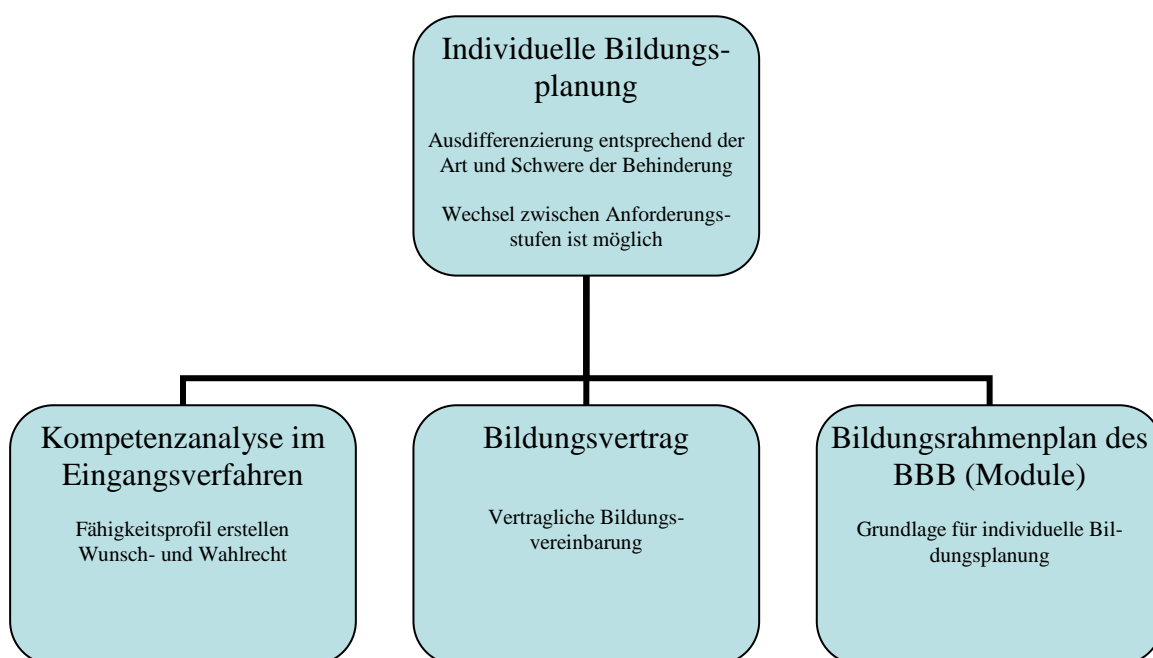 Individuelle Bildungs-
planung
Ausdifferenzierung entsprechend der
Art und Schwere der Behinderung
Wechsel zwischen Anforderungs-
stufen ist möglich
Kompetenzanalyse im
Eingangsverfahren
Fähigkeitsprofil erstellen
Wunsch- und Wahlrecht
Bildungsvertrag
Vertragliche Bildungs-
vereinbarung
Bildungsrahmenplan des
BBB (Module)
Grundlage für individuelle Bil-
dungsplanung